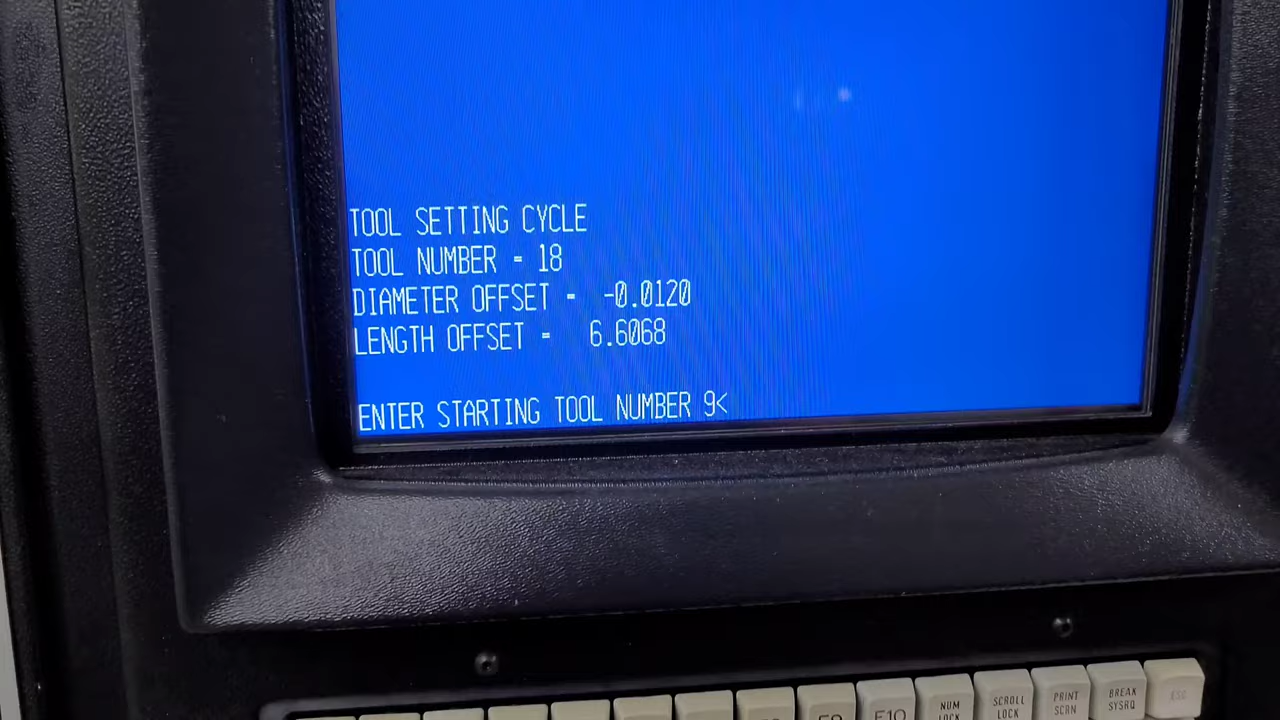 TOOL SETTING CYCLE
TOOL NUMBER = 18
DIAMETER OFFSET = -0.0120
LENGTH OFFSET = 6.6068
ENTER STARTING TOOL NUMBER 9<
F9
F10
NUM
LOCK
SCROLL
LOCK
PRINT
SCRN
BREAK
SYSRQ
ESC